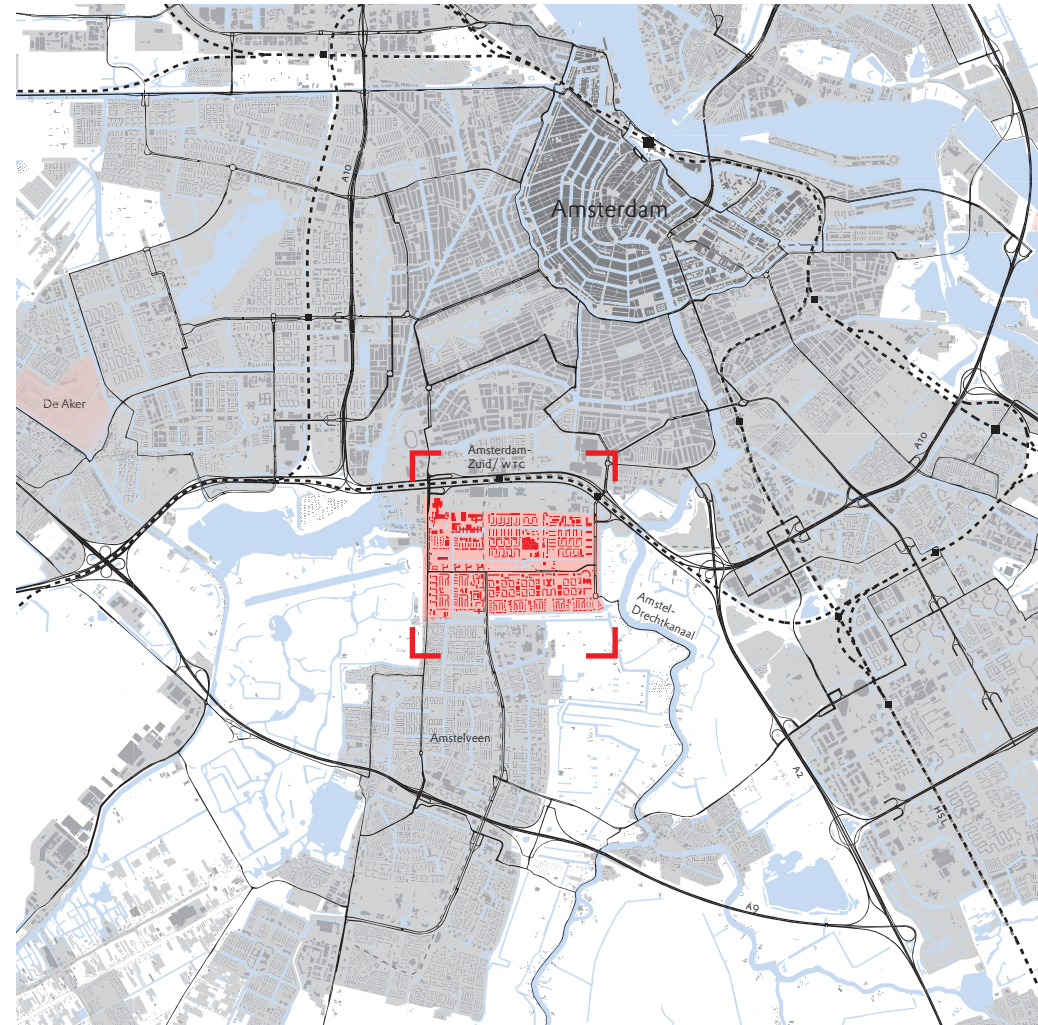 A10
Amsterdam
De Aker
Amsterdam-
Zuid/WTC
A10
Amstel-
Drechtkanaal
Amstelveen
A2
HSL
A9